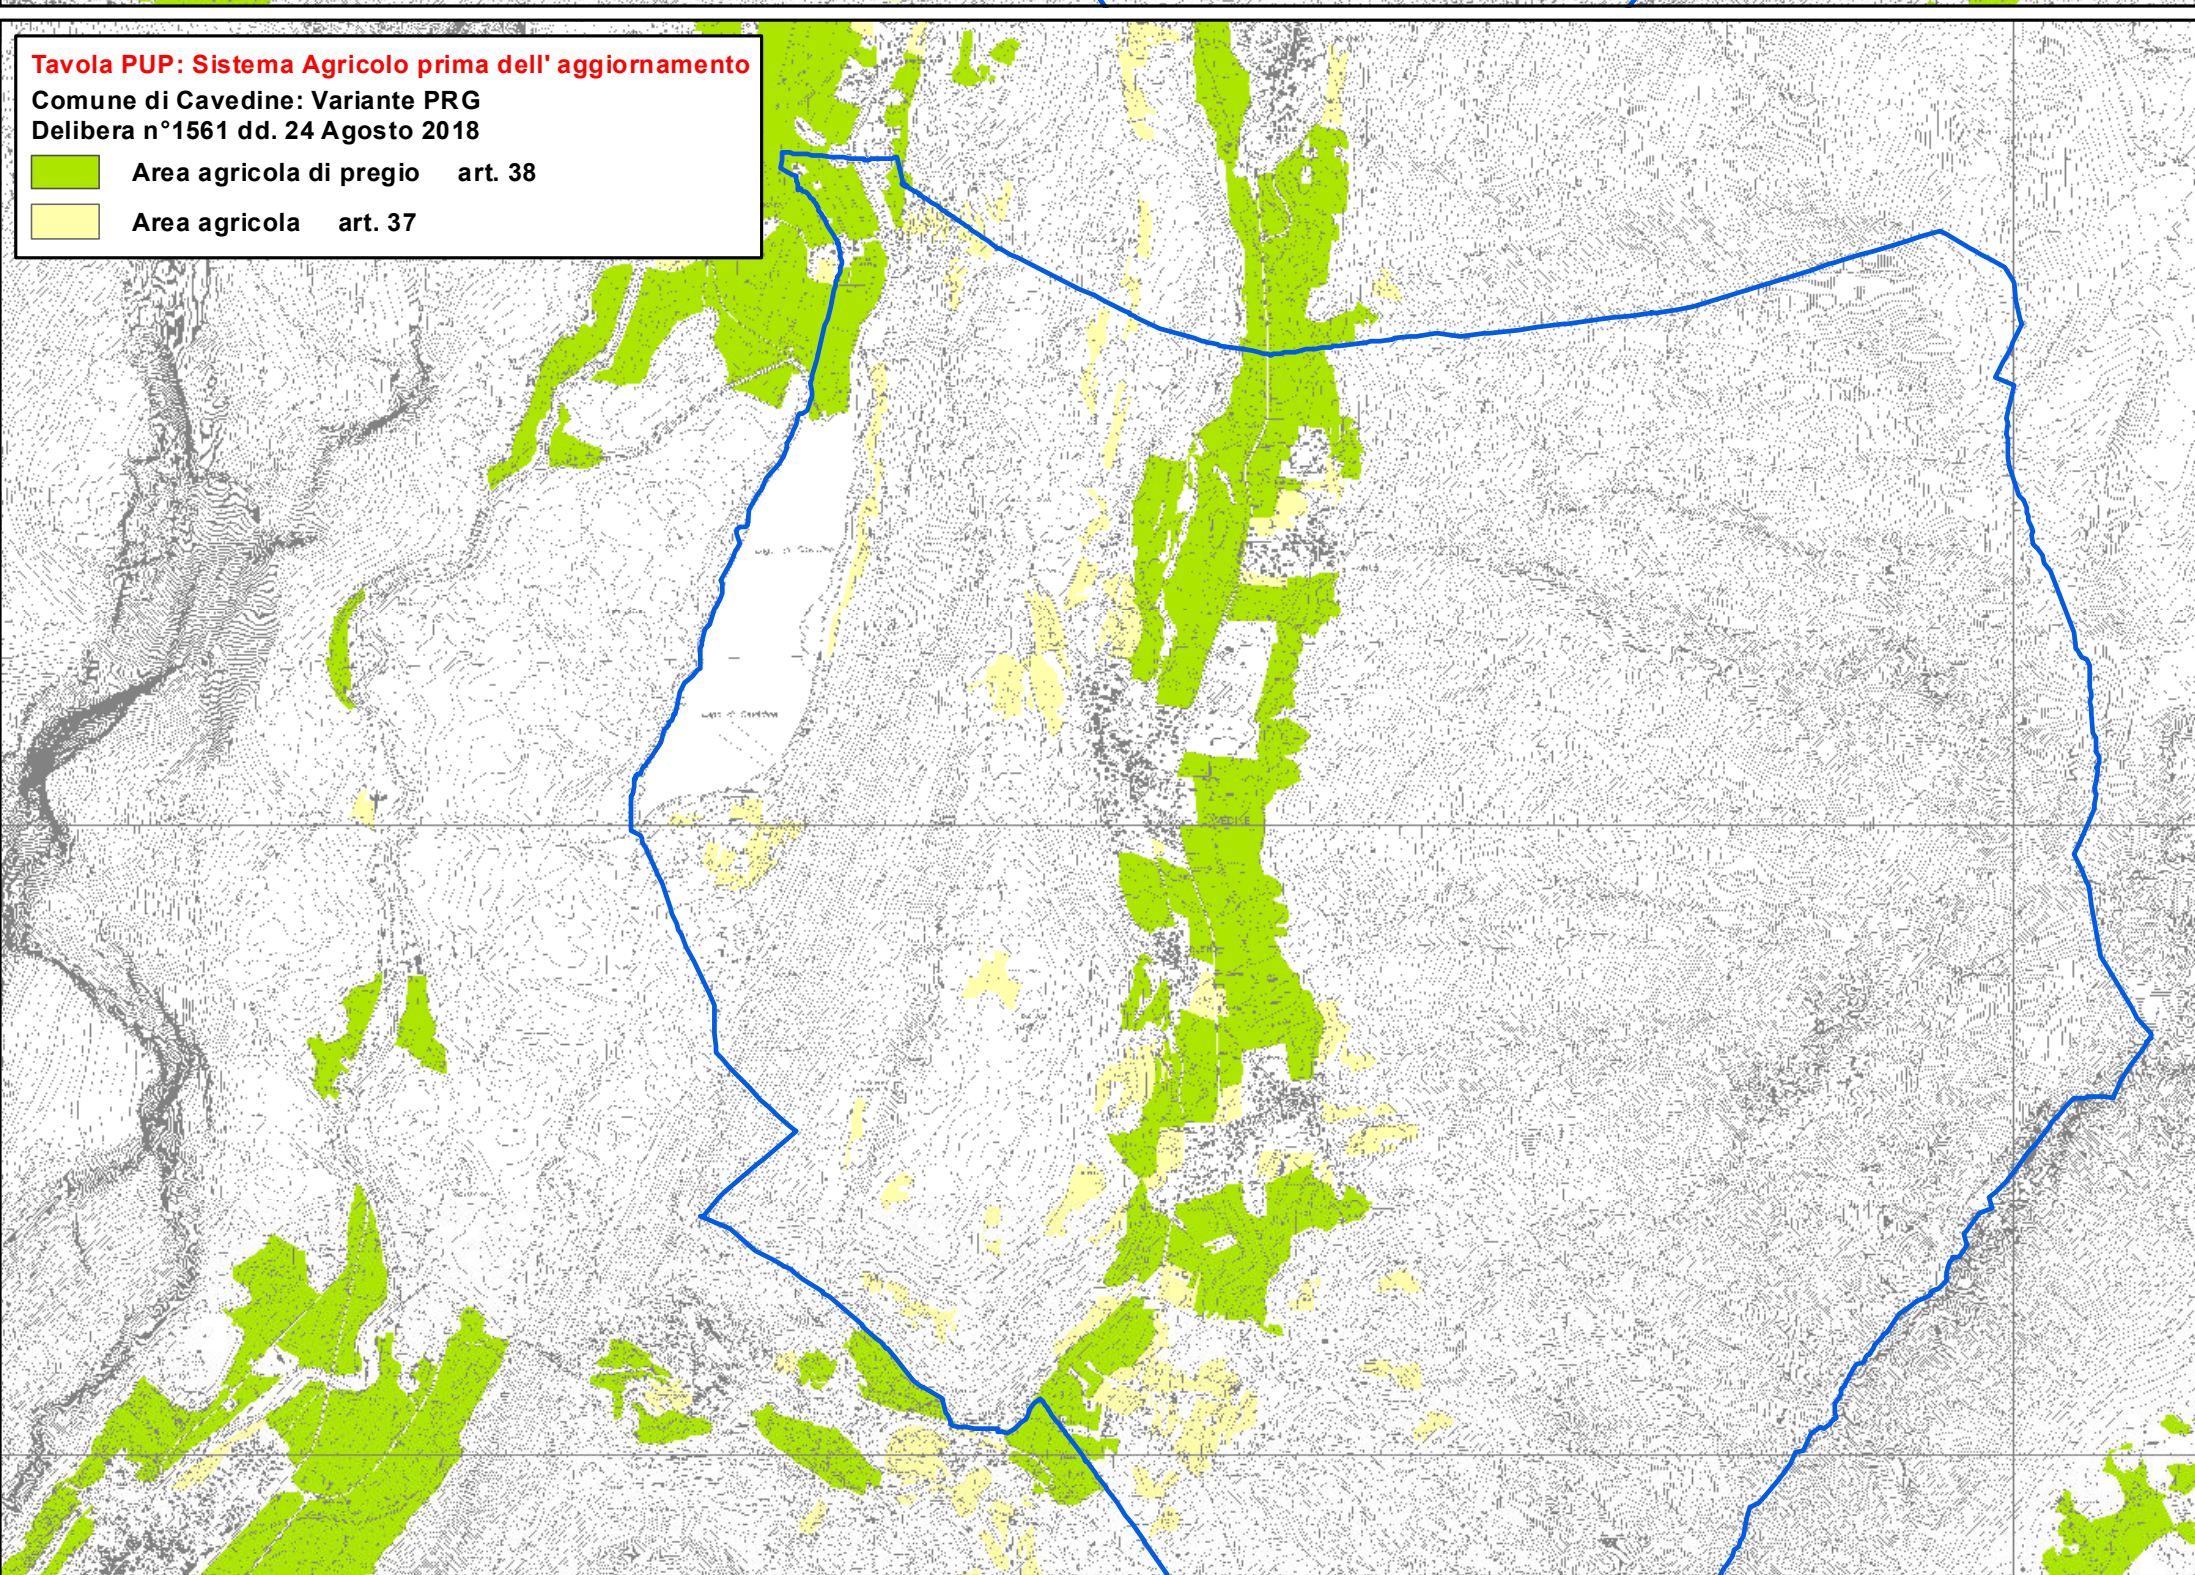 Tavola PUP: Sistema Agricolo prima dell' aggiornamento
Comune di Cavedine: Variante PRG
Delibera n°1561 dd. 24 Agosto 2018
Area agricola di pregio art. 38
Area agricola art. 37